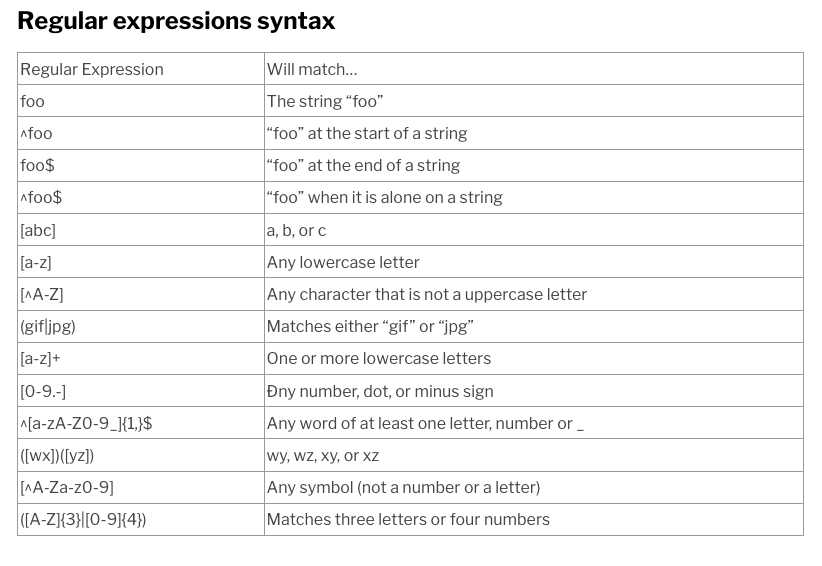 Regular expressions syntax
Regular Expression Will match…
foo The string “foo”
^foo “foo” at the start of a string
foo$ “foo” at the end of a string
^foo$ “foo” when it is alone on a string
[abc] a, b, or c
[a-z] Any lowercase letter
[^A-Z] Any character that is not a uppercase letter
(gif|jpg) Matches either “gif” or “jpg”
[a-z]+ One or more lowercase letters
[0-9.-] Đny number, dot, or minus sign
^[a-zA-Z0-9_]{1,}$ Any word of at least one letter, number or _
([wx])([yz]) wy, wz, xy, or xz
[^A-Za-z0-9] Any symbol (not a number or a letter)
([A-Z]{3}|[0-9]{4}) Matches three letters or four numbers